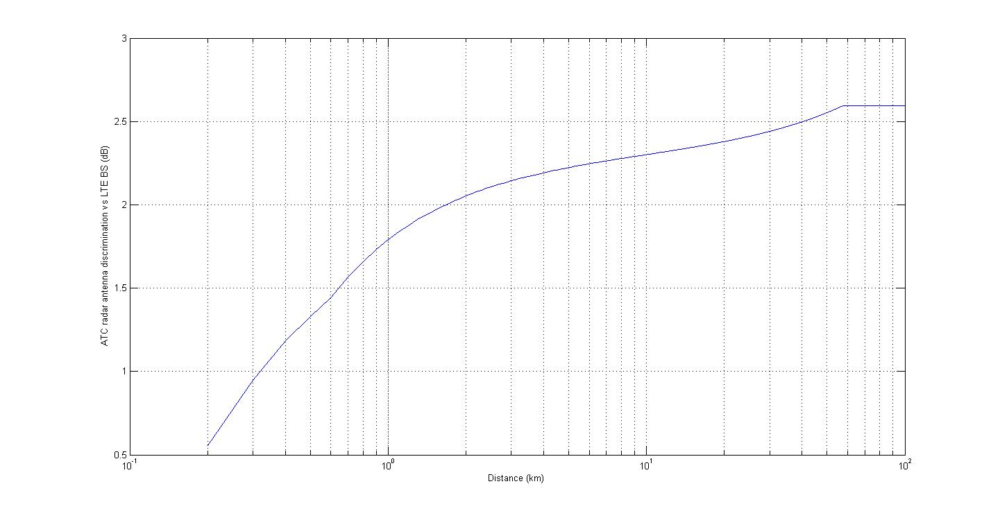 3
2.5
2
1.5
1
0.5
ATC radar antenna discrimination vs LTE BS (dB)
10^-1 10^0 10^1 10^2
Distance (km)